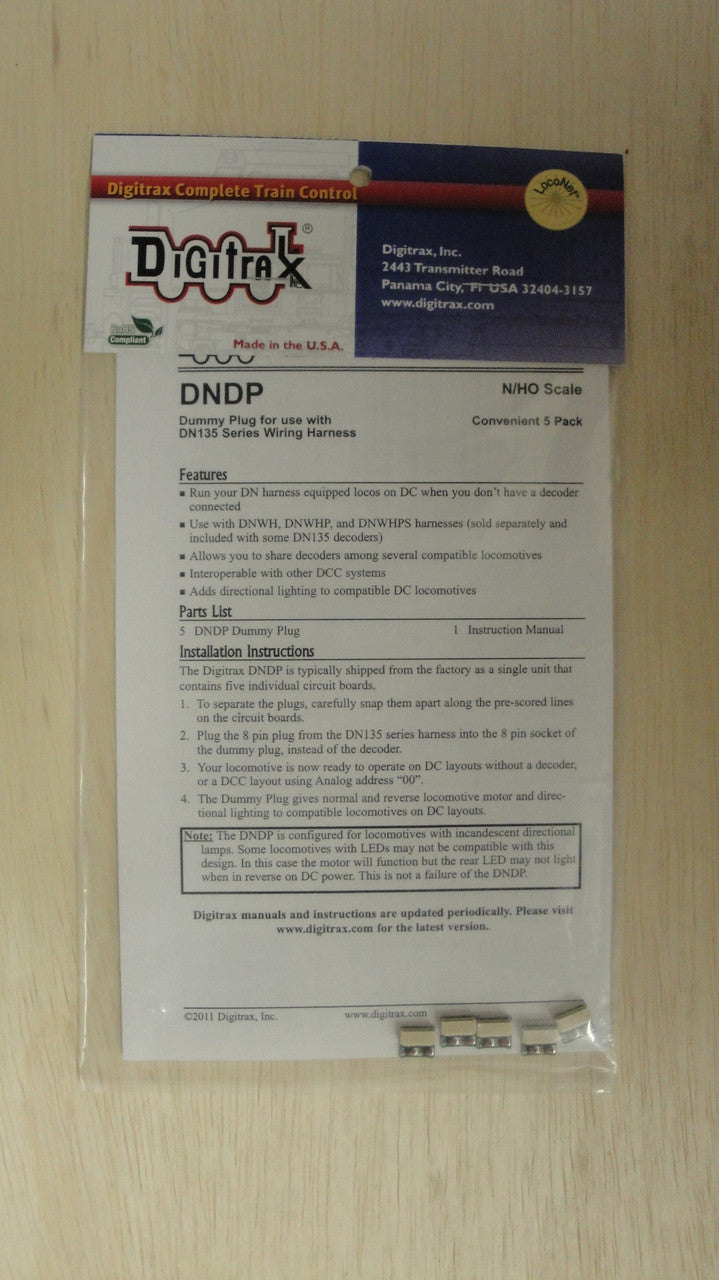 Digitrax Complete Train Control
LocoNet
DIGITRAX ®
INC.
Digitrax, Inc.
2443 Transmitter Road
Panama City, Fl USA 32404-3157
www.digitrax.com
RoHS
Compliant
Made in the U.S.A.
DNDP
N/HO Scale
Dummy Plug for use with
DN135 Series Wiring Harness
Convenient 5 Pack
Features
▪ Run your DN harness equipped locos on DC when you don't have a decoder
connected
▪ Use with DNWH, DNWHP, and DNWHPS harnesses (sold separately and
included with some DN135 decoders)
▪ Allows you to share decoders among several compatible locomotives
▪ Interoperable with other DCC systems
▪ Adds directional lighting to compatible DC locomotives
Parts List
5 DNDP Dummy Plug 1 Instruction Manual
Installation Instructions
The Digitrax DNDP is typically shipped from the factory as a single unit that
contains five individual circuit boards.
1. To separate the plugs, carefully snap them apart along the pre-scored lines
on the circuit boards.
2. Plug the 8 pin plug from the DN135 series harness into the 8 pin socket of
the dummy plug, instead of the decoder.
3. Your locomotive is now ready to operate on DC layouts without a decoder,
or a DCC layout using Analog address "00".
4. The Dummy Plug gives normal and reverse locomotive motor and direc-
tional lighting to compatible locomotives on DC layouts.
Note: The DNDP is configured for locomotives with incandescent directional
lamps. Some locomotives with LEDs may not be compatible with this
design. In this case the motor will function but the rear LED may not light
when in reverse on DC power. This is not a failure of the DNDP.
Digitrax manuals and instructions are updated periodically. Please visit
www.digitrax.com for the latest version.
©2011 Digitrax, Inc. www.digitrax.com